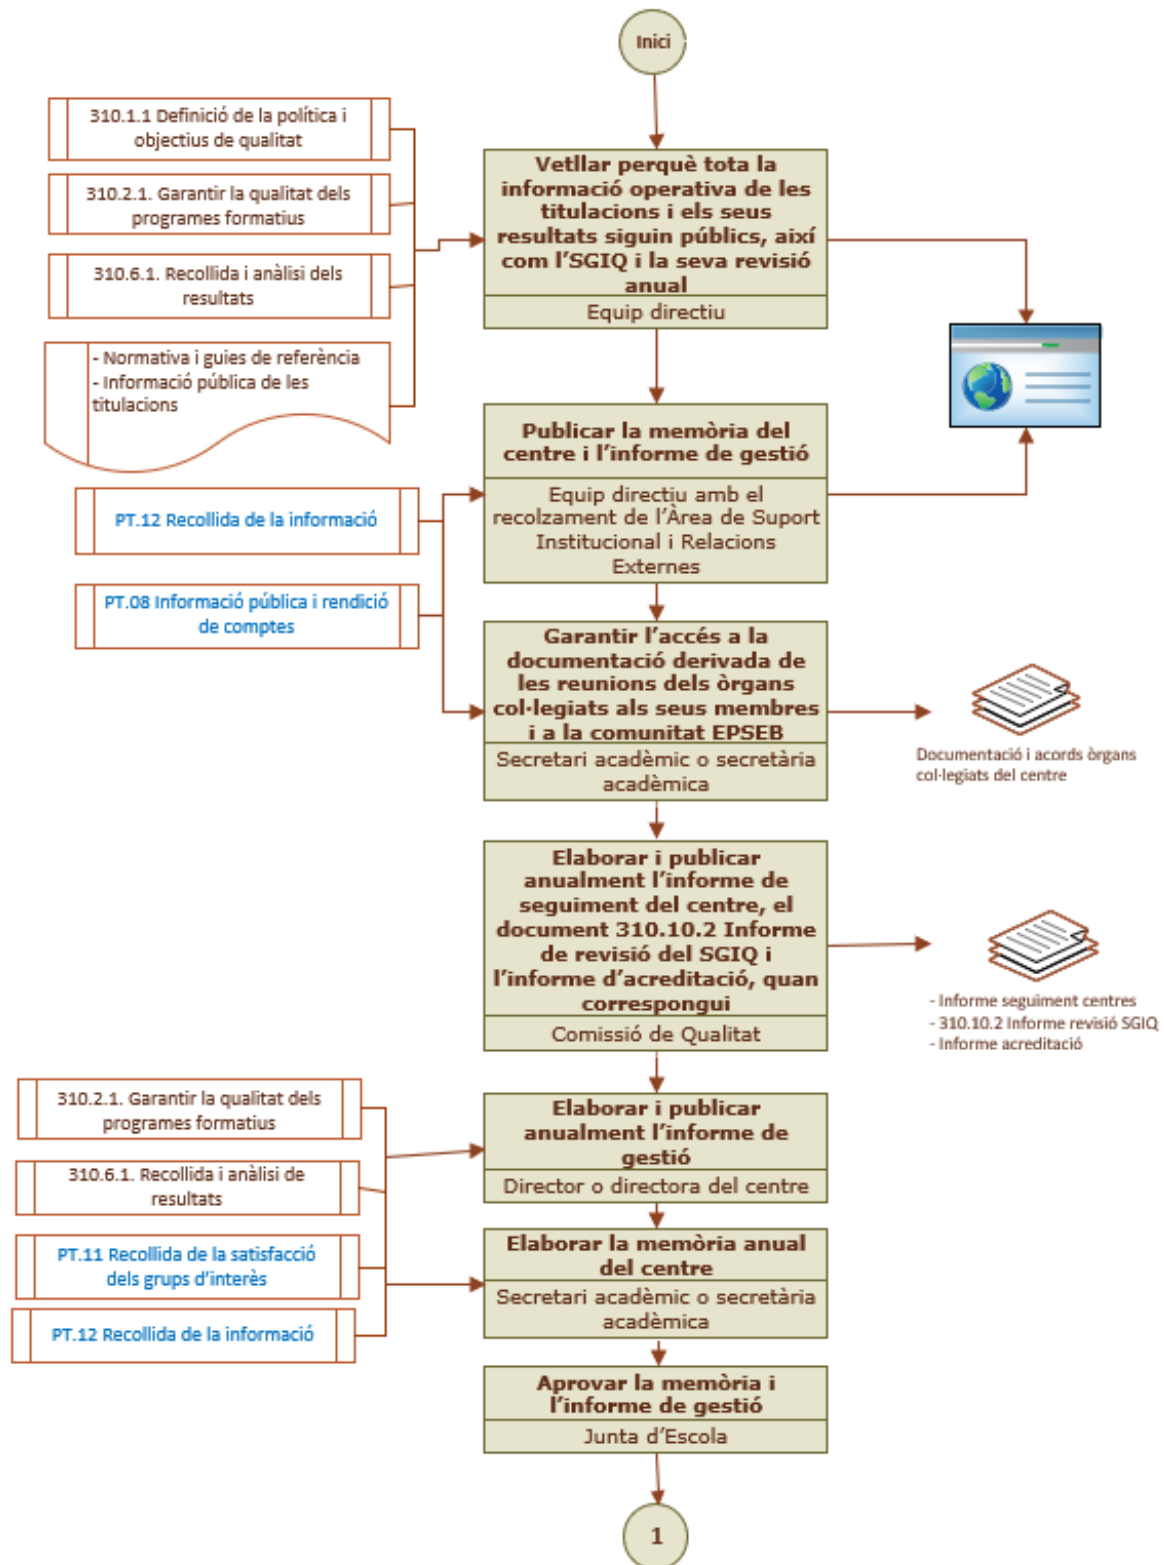 Inici
310.1.1 Definició de la política i
objectius de qualitat
310.2.1. Garantir la qualitat dels
programes formatius
310.6.1. Recollida i anàlisi dels
resultats
- Normativa i guies de referència
- Informació pública de les
titulacions
Vetllar perquè tota la
informació operativa de les
titulacions i els seus
resultats siguin públics, així
com l'SGIQ i la seva revisió
anual
Equip directiu
Publicar la memòria del
centre i l'informe de gestió
Equip directiu amb el
recolzament de l'Àrea de Suport
Institucional i Relacions
Externes
PT.12 Recollida de la informació
PT.08 Informació pública i rendició
de comptes
Garantir l'accés a la
documentació derivada de
les reunions dels òrgans
col·legiats als seus membres
i a la comunitat EPSEB
Secretari acadèmic o secretària
acadèmica
Documentació i acords òrgans
col·legiats del centre
Elaborar i publicar
anualment l'informe de
seguiment del centre, el
document 310.10.2 Informe
de revisió del SGIQ i
l'informe d'acreditació, quan
correspongui
Comissió de Qualitat
- Informe seguiment centres
- 310.10.2 Informe revisió SGIQ
- Informe acreditació
310.2.1. Garantir la qualitat dels
programes formatius
310.6.1. Recollida i anàlisi de
resultats
PT.11 Recollida de la satisfacció
dels grups d'interès
PT.12 Recollida de la informació
Elaborar i publicar
anualment l'informe de
gestió
Director o directora del centre
Elaborar la memòria anual
del centre
Secretari acadèmic o secretària
acadèmica
Aprovar la memòria i
l'informe de gestió
Junta d'Escola
1